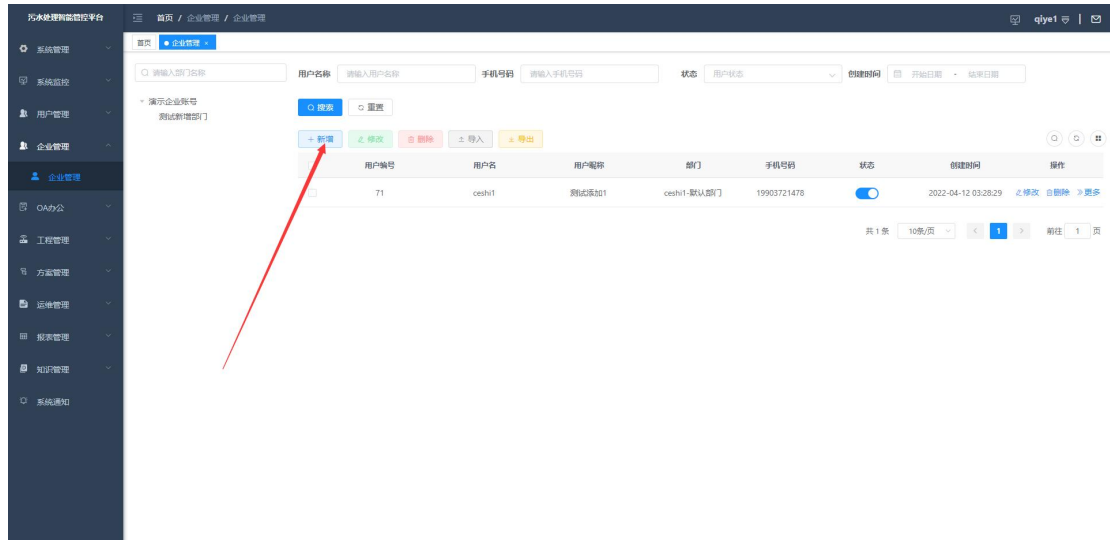 污水处理智能管控平台
首页 / 企业管理 / 企业管理
qiye1
首页 企业管理 ×
系统管理
系统监控
用户管理
企业管理
企业管理
OA办公
工程管理
方案管理
运维管理
报表管理
知识管理
系统通知
请输入部门名称
演示企业账号
测试新增部门
用户名称 请输入用户名称 手机号码 请输入手机号码 状态 用户状态 创建时间 开始日期 - 结束日期
搜索 重置
+ 新增 修改 删除 导入 导出
用户编号 用户名 用户昵称 部门 手机号码 状态 创建时间 操作
71 ceshi1 测试添加1 ceshi1-默认部门 19903721478 2022-04-12 03:28:29 修改 删除 更多
共 1 条 10条/页 < 1 > 前往 1 页